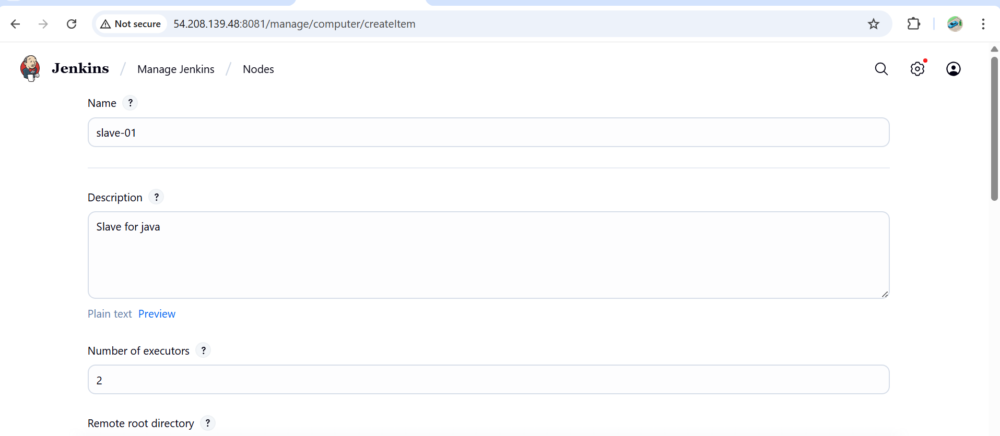 Not secure 54.208.139.48:8081/manage/computer/createItem
Jenkins / Manage Jenkins / Nodes
Name ?
slave-01
Description ?
Slave for java
Plain text Preview
Number of executors ?
2
Remote root directory ?